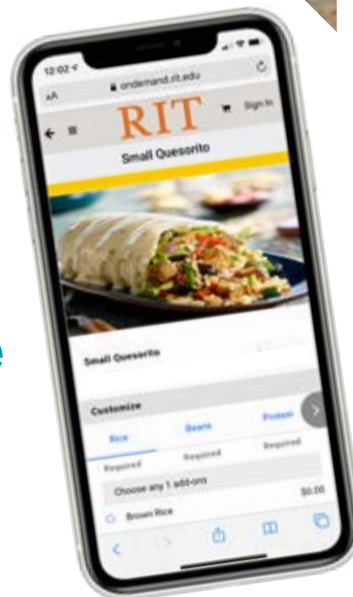 12:02
AA ondemand.rit.edu
RIT Sign In
Small Quesorito
e
Small Quesorito
Customize
Rice Beans Protein
Required Required Required
Choose any 1 add-ons
Brown Rice $0.00